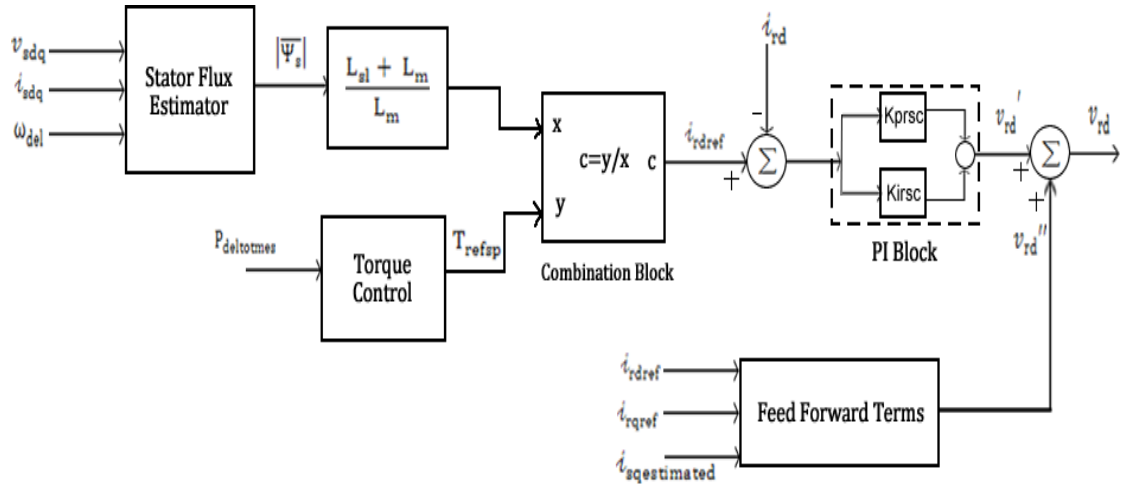 v_sdq
i_sdq
ω_del
Stator Flux
Estimator
|Ψ̅_s|
L_sl + L_m
L_m
x
y
c=y/x
c
Combination Block
P_deltotmes
Torque
Control
T_refsp
i_rdref
i_rd
-
+
Σ
Kprsc
Kirsc
PI Block
v_rd'
+
+
Σ
v_rd
v_rd''
i_rdref
i_rqref
i_sqestimated
Feed Forward Terms